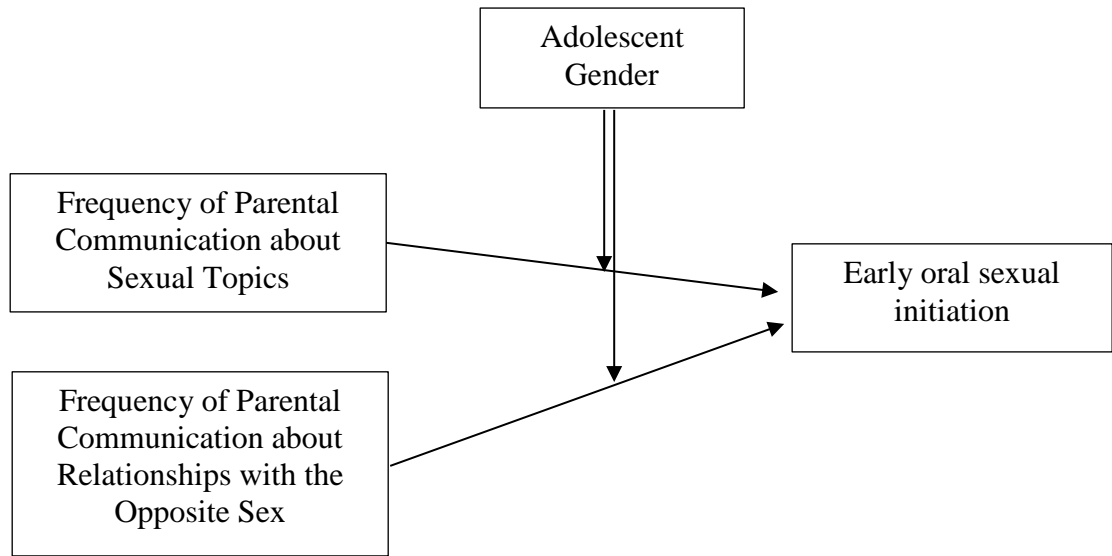 Adolescent
Gender
Frequency of Parental
Communication about
Sexual Topics
Early oral sexual
initiation
Frequency of Parental
Communication about
Relationships with the
Opposite Sex